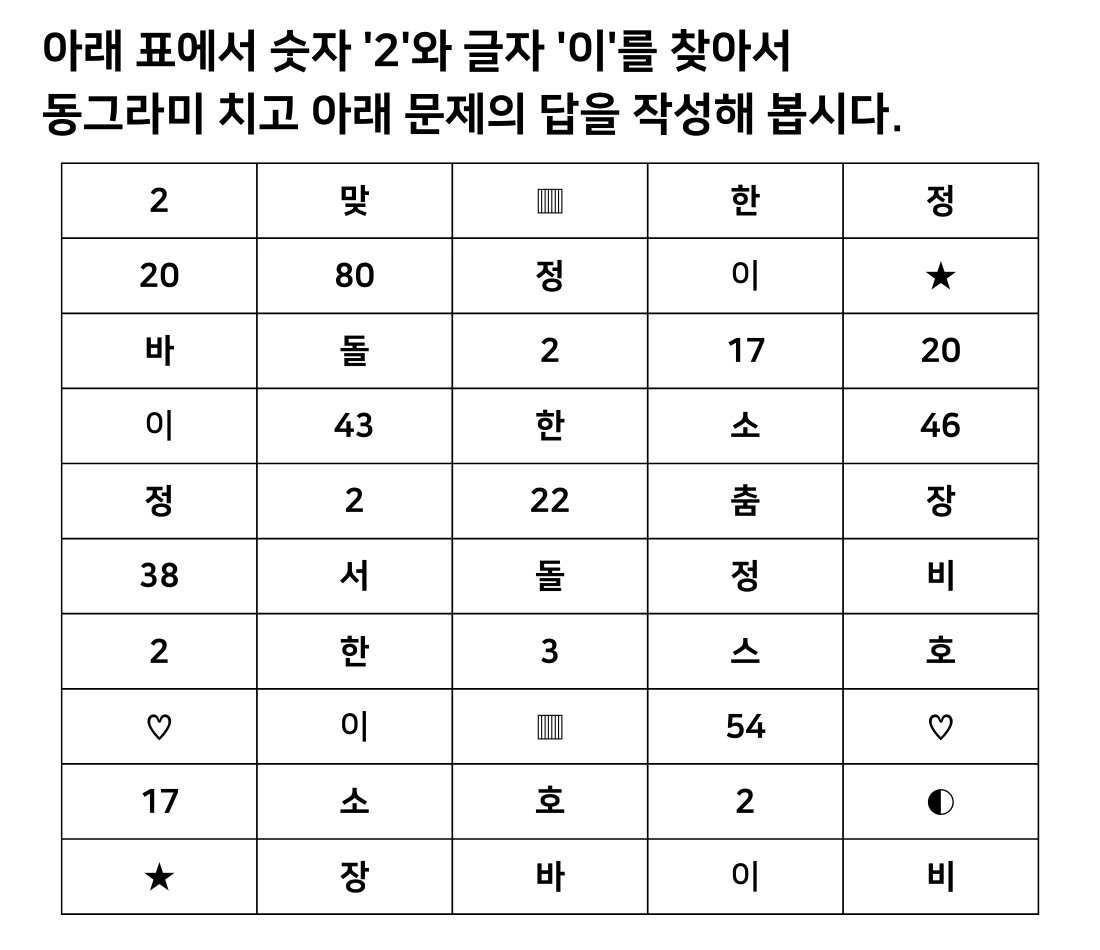 아래 표에서 숫자 '2'와 글자 '이'를 찾아서
동그라미 치고 아래 문제의 답을 작성해 봅시다.
2 맞 ▥ 한 정
20 80 정 이 ★
바 돌 2 17 20
이 43 한 소 46
정 2 22 춤 장
38 서 돌 정 비
2 한 3 스 호
♡ 이 ▥ 54 ♡
17 소 호 2 ◐
★ 장 바 이 비